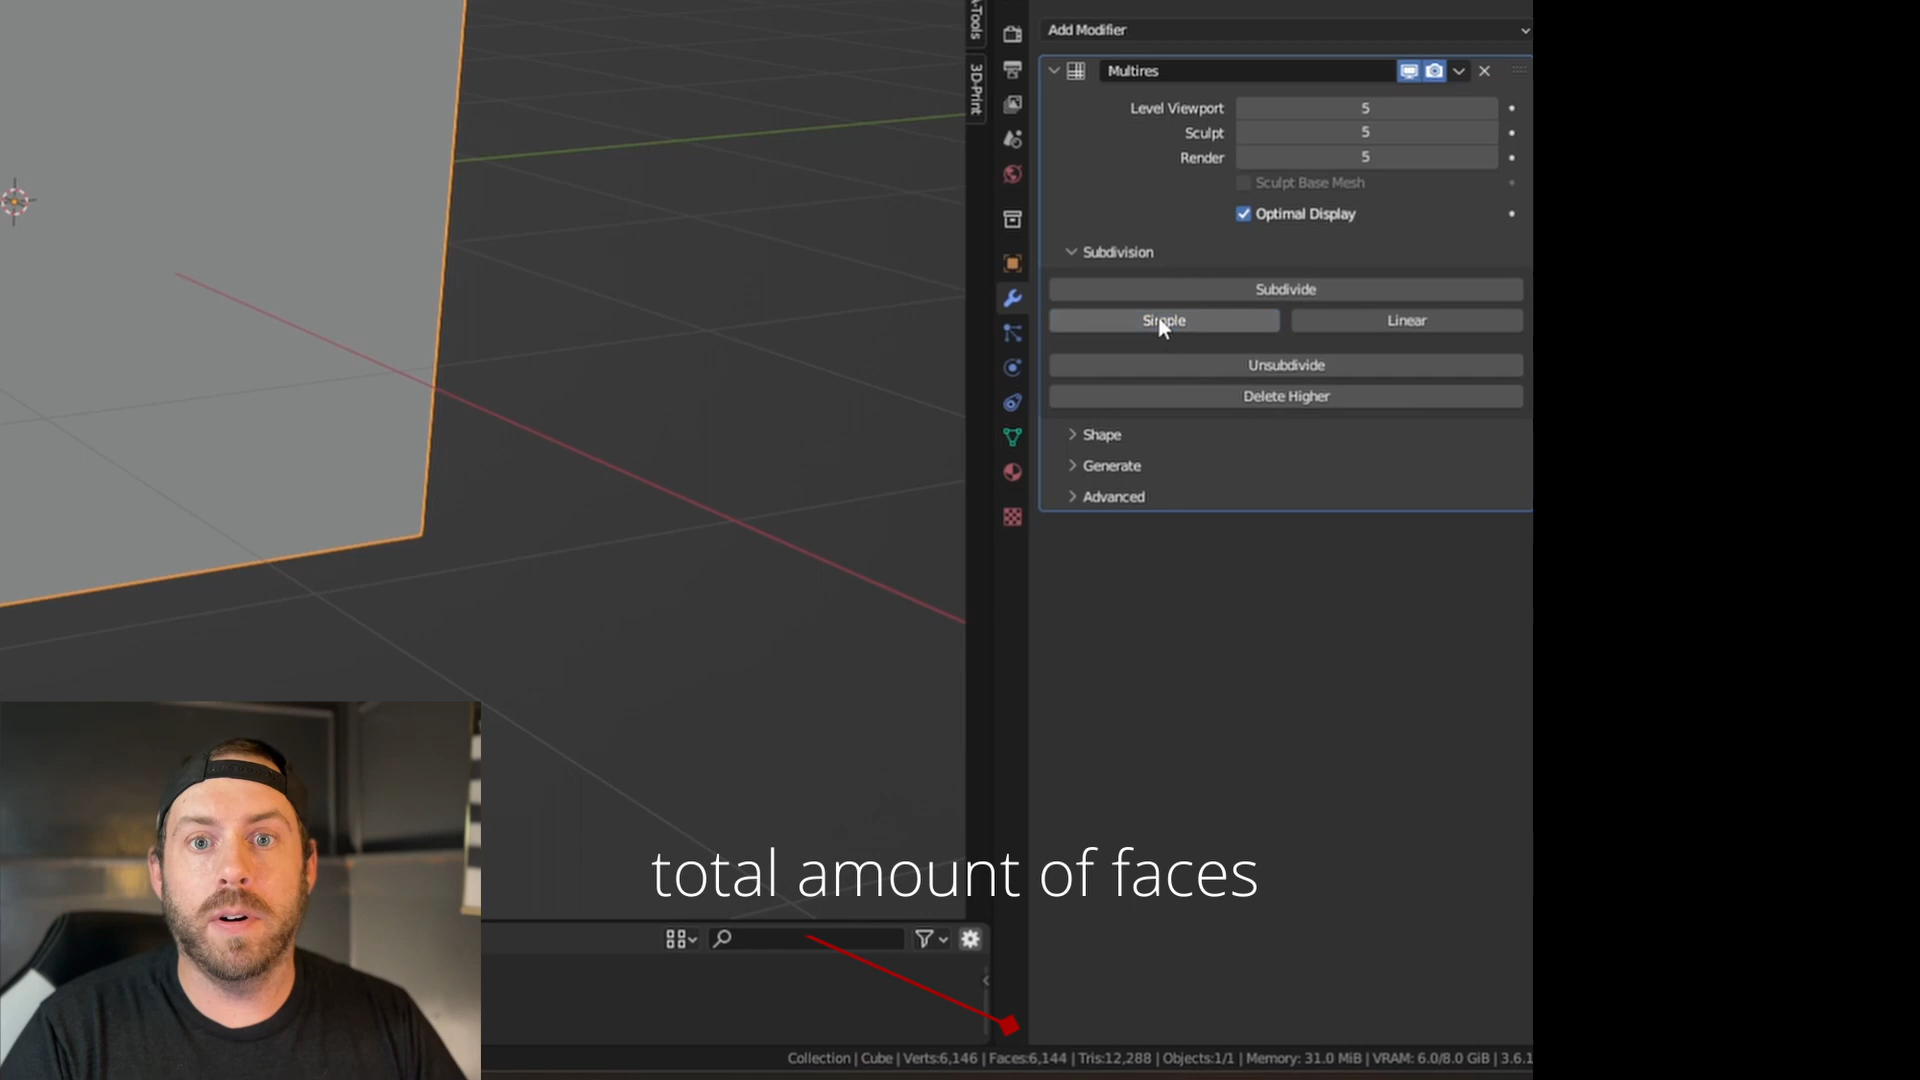 Tools
3D-Print
Add Modifier
Multires
Level Viewport 5
Sculpt 5
Render 5
Sculpt Base Mesh
Optimal Display
Subdivision
Subdivide
Simple Linear
Unsubdivide
Delete Higher
Shape
Generate
Advanced
total amount of faces
Collection | Cube | Verts:6,146 | Faces:6,144 | Tris:12,288 | Objects:1/1 | Memory: 31.0 MiB | VRAM: 6.0/8.0 GiB | 3.6.1